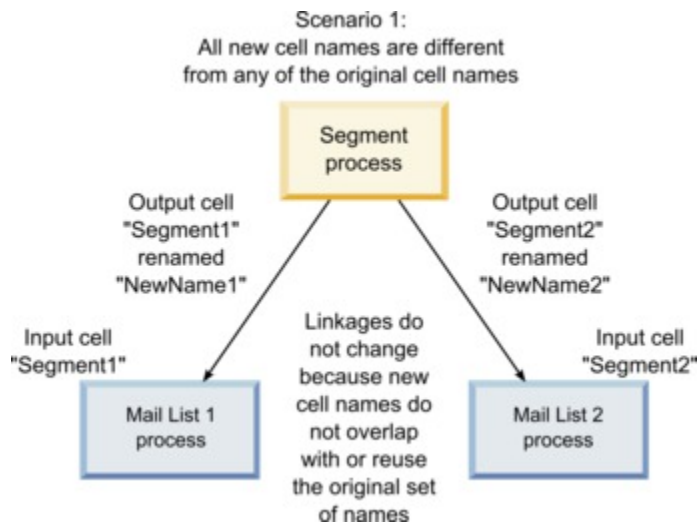 Scenario 1:
All new cell names are different
from any of the original cell names
Segment
process
Output cell
"Segment1"
renamed
"NewName1"
Output cell
"Segment2"
renamed
"NewName2"
Input cell
"Segment1"
Linkages do
not change
because new
cell names do
not overlap
with or reuse
the original set
of names
Input cell
"Segment2"
Mail List 1
process
Mail List 2
process